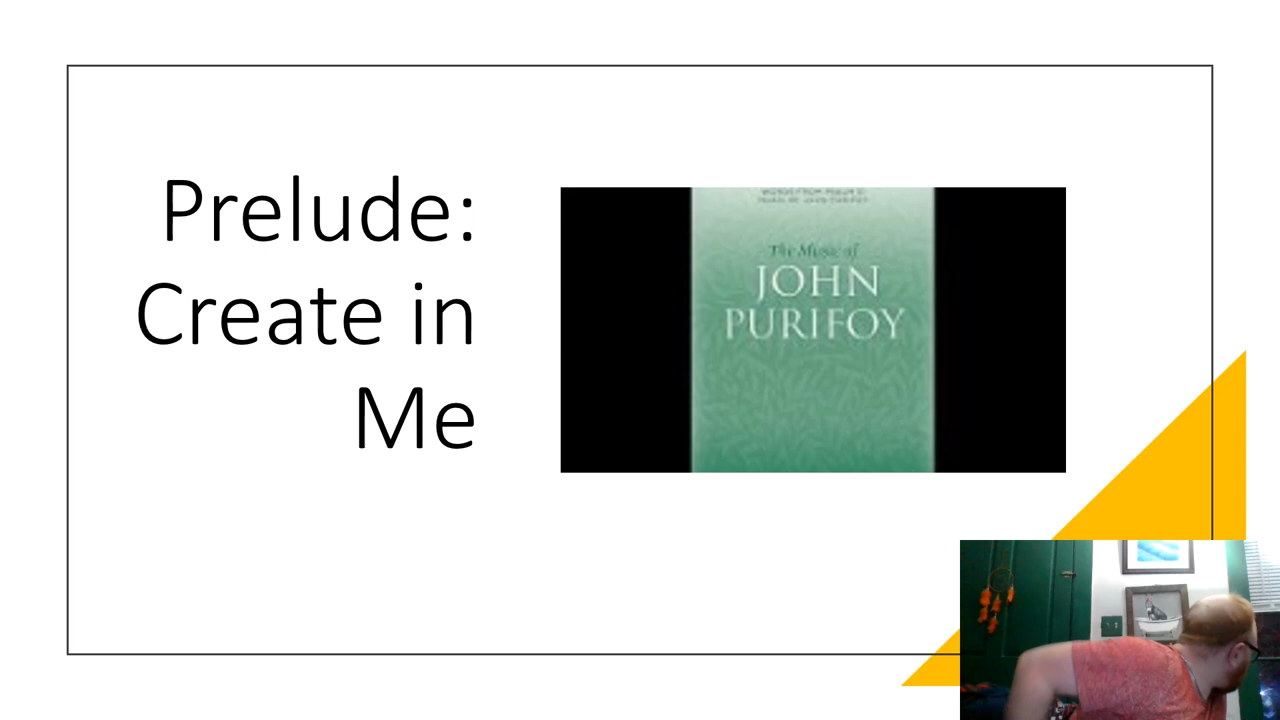 Prelude:
Create in
Me
The Music of
JOHN
PURIFOY